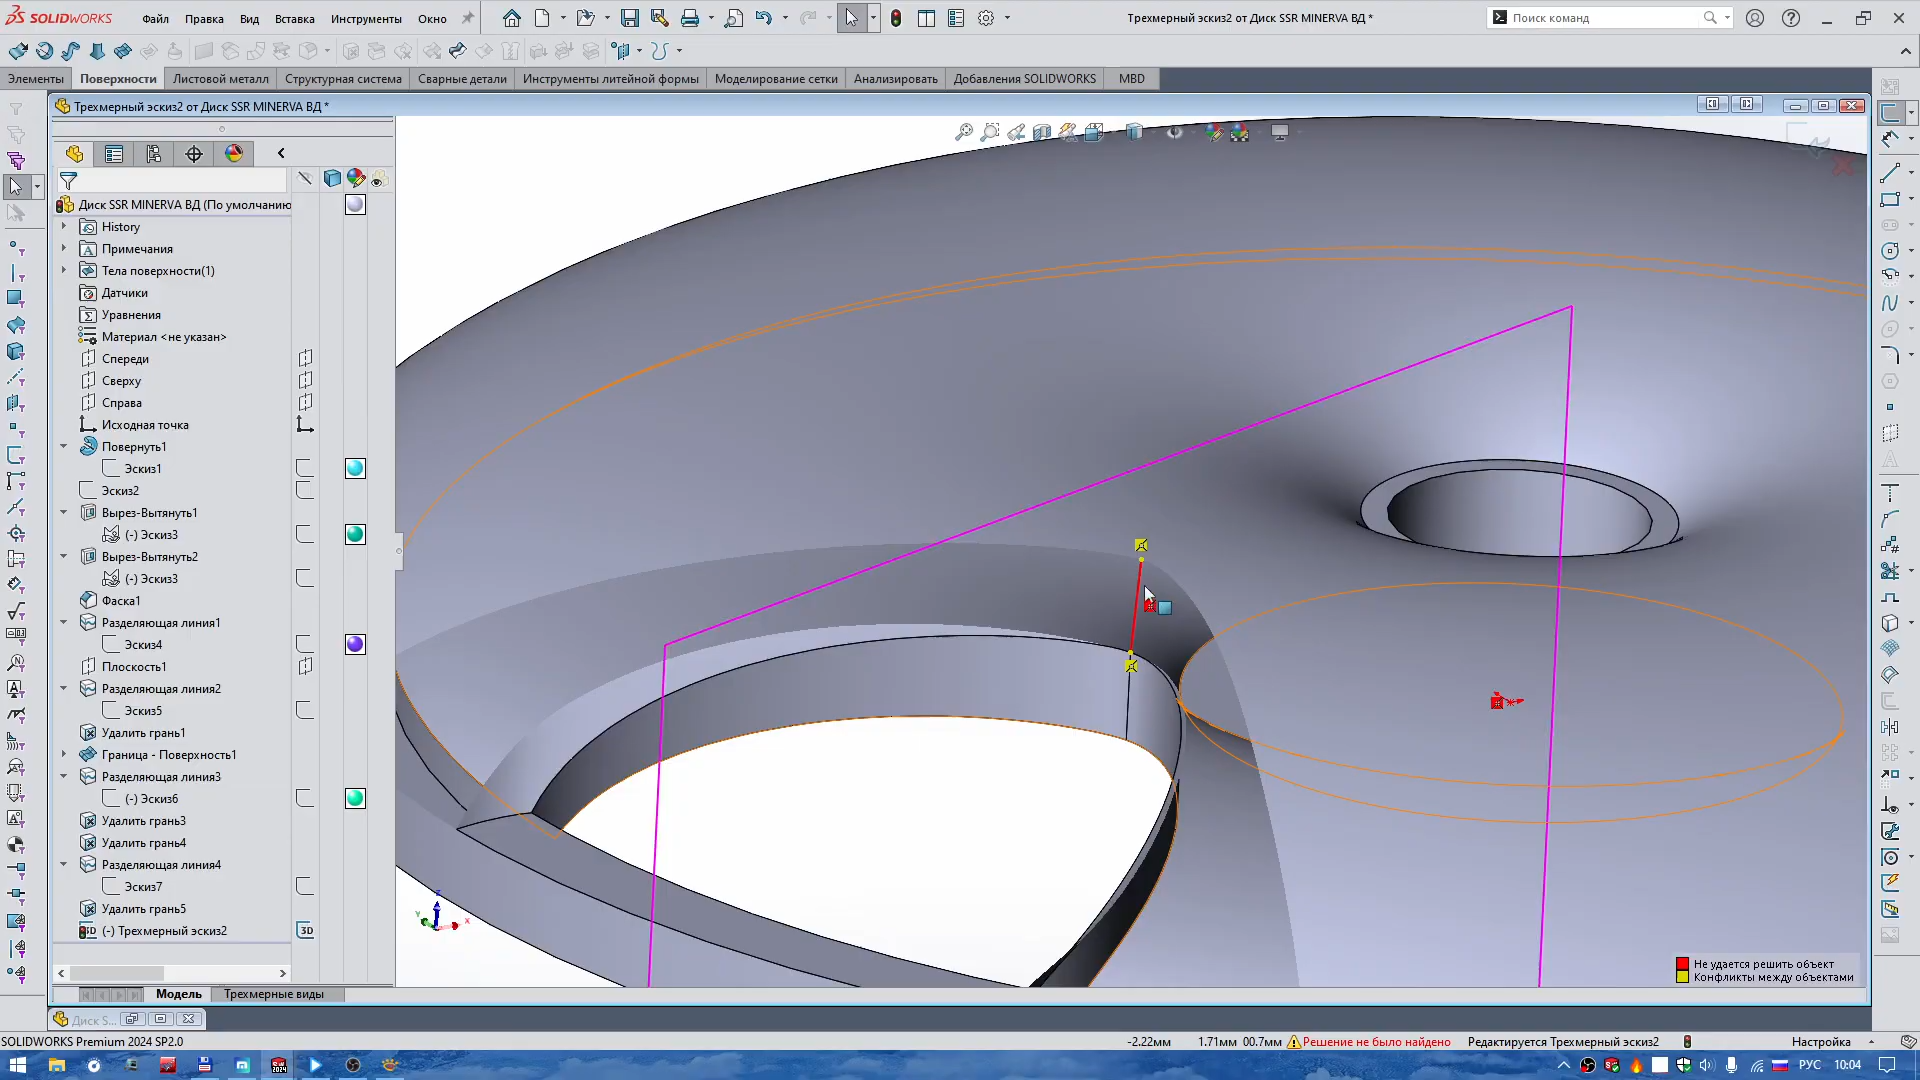 SOLIDWORKS
Файл
Правка
Вид
Вставка
Инструменты
Окно
Трехмерный эскиз2 от Диск SSR MINERVA ВД *
Поиск команд
Элементы
Поверхности
Листовой металл
Структурная система
Сварные детали
Инструменты литейной формы
Моделирование сетки
Анализировать
Добавления SOLIDWORKS
MBD
Трехмерный эскиз2 от Диск SSR MINERVA ВД *
Диск SSR MINERVA ВД (По умолчанию
History
Примечания
Тела поверхности(1)
Датчики
Уравнения
Материал <не указан>
Спереди
Сверху
Справа
Исходная точка
Повернуть1
Эскиз1
Эскиз2
Вырез-Вытянуть1
(-) Эскиз3
Вырез-Вытянуть2
(-) Эскиз3
Фаска1
Разделяющая линия1
Эскиз4
Плоскость1
Разделяющая линия2
Эскиз5
Удалить грань1
Граница - Поверхность1
Разделяющая линия3
(-) Эскиз6
Удалить грань3
Удалить грань4
Разделяющая линия4
Эскиз7
Удалить грань5
(-) Трехмерный эскиз2
3D
Не удается решить объект
Конфликты между объектами
Модель
Трехмерные виды
Диск S...
SOLIDWORKS Premium 2024 SP2.0
-2.22мм
1.71мм
00.7мм
Решение не было найдено
Редактируется Трехмерный эскиз2
Настройка
РУС
10:04